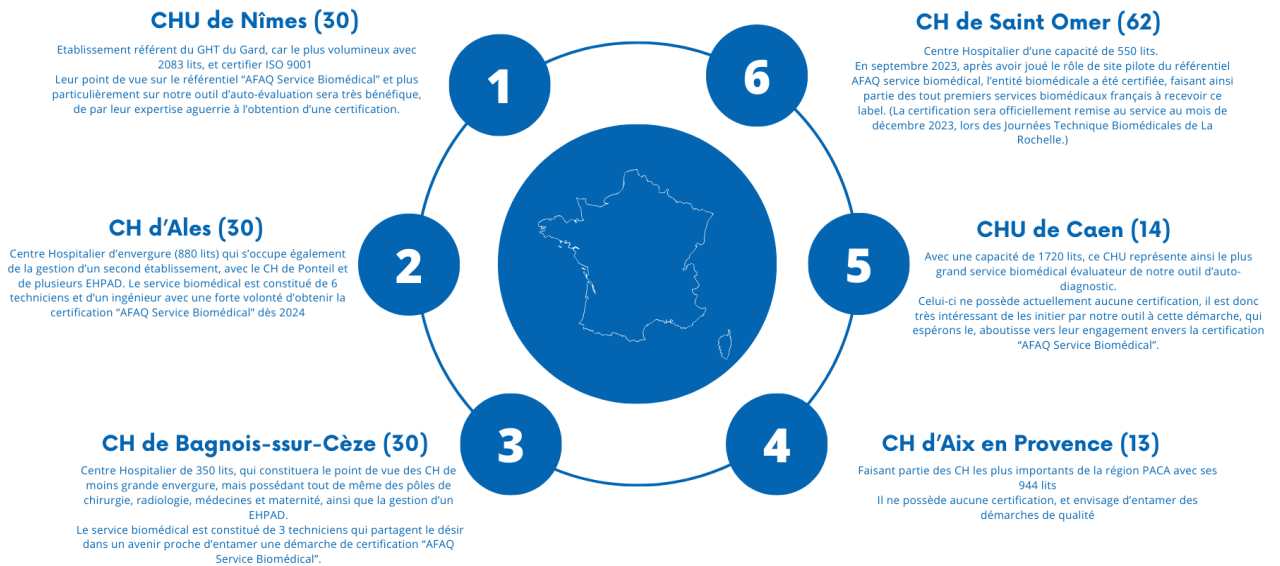 CHU de Nîmes (30)
Etablissement référent du GHT du Gard, car le plus volumineux avec
2083 lits, et certifier ISO 9001
Leur point de vue sur le référentiel “AFAQ Service Biomédical” et plus
particulièrement sur notre outil d’auto-évaluation sera très bénéfique,
de par leur expertise aguerrie à l’obtention d’une certification.
1
CH d’Ales (30)
Centre Hospitalier d’envergure (880 lits) qui s’occupe également
de la gestion d’un second établissement, avec le CH de Ponteil et
de plusieurs EHPAD. Le service biomédical est constitué de 6
techniciens et d’un ingénieur avec une forte volonté d’obtenir la
certification “AFAQ Service Biomédical” dès 2024
2
CH de Bagnois-ssur-Cèze (30)
Centre Hospitalier de 350 lits, qui constituera le point de vue des CH de
moins grande envergure, mais possédant tout de même des pôles de
chirurgie, radiologie, médecines et maternité, ainsi que la gestion d’un
EHPAD.
Le service biomédical est constitué de 3 techniciens qui partagent le désir
dans un avenir proche d’entamer une démarche de certification “AFAQ
Service Biomédical”.
3
4
CH d’Aix en Provence (13)
Faisant partie des CH les plus importants de la région PACA avec ses
944 lits
Il ne possède aucune certification, et envisage d’entamer des
démarches de qualité
5
CHU de Caen (14)
Avec une capacité de 1720 lits, ce CHU représente ainsi le plus
grand service biomédical évaluateur de notre outil d’auto-
diagnostic.
Celui-ci ne possède actuellement aucune certification, il est donc
très intéressant de les initier par notre outil à cette démarche, qui
espérons le, aboutisse vers leur engagement envers la certification
“AFAQ Service Biomédical”.
6
CH de Saint Omer (62)
Centre Hospitalier d’une capacité de 550 lits.
En septembre 2023, après avoir joué le rôle de site pilote du référentiel
AFAQ service biomédical, l’entité biomédicale a été certifiée, faisant ainsi
partie des tout premiers services biomédicaux français à recevoir ce
label. (La certification sera officiellement remise au service au mois de
décembre 2023, lors des Journées Technique Biomédicales de La
Rochelle.)